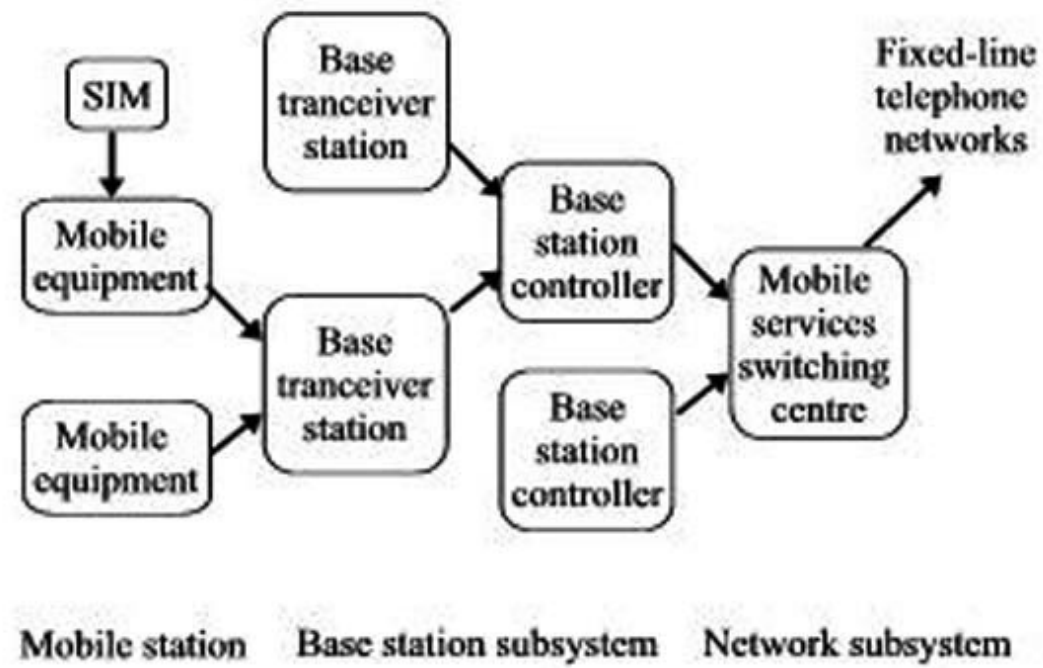 SIM
Mobile
equipment
Mobile
equipment
Base
tranceiver
station
Base
tranceiver
station
Base
station
controller
Base
station
controller
Mobile
services
switching
centre
Fixed-line
telephone
networks
Mobile station
Base station subsystem
Network subsystem